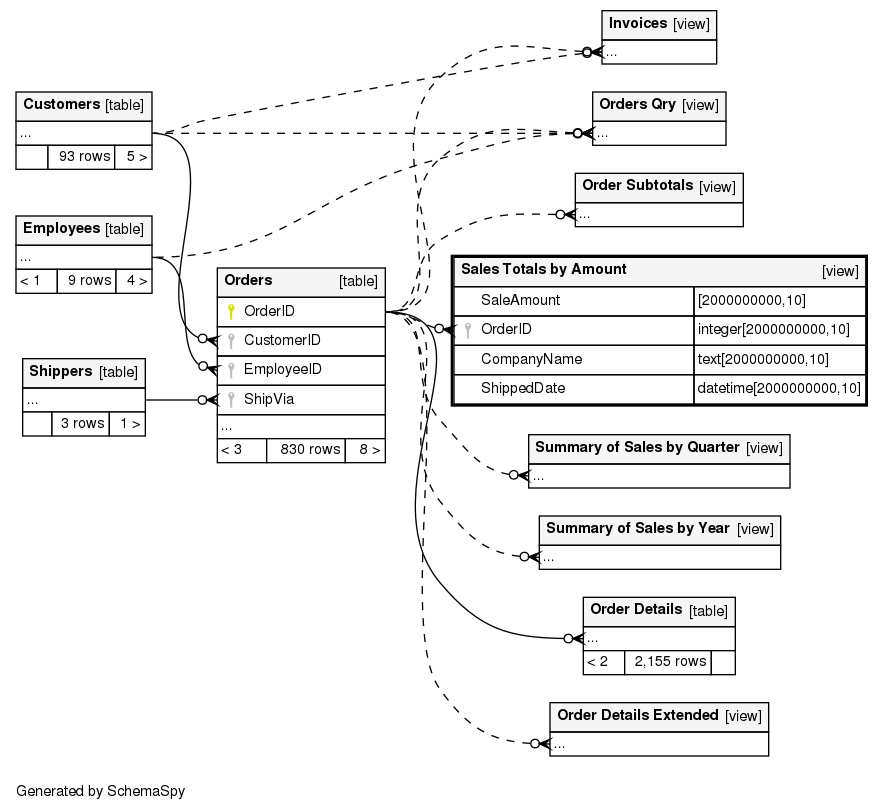 Invoices [view]
...
Customers [table]
...
93 rows 5 >
Orders Qry [view]
...
Order Subtotals [view]
...
Employees [table]
...
< 1 9 rows 4 >
Orders [table]
OrderID
CustomerID
EmployeeID
ShipVia
...
< 3 830 rows 8 >
Sales Totals by Amount [view]
SaleAmount [2000000000,10]
OrderID integer[2000000000,10]
CompanyName text[2000000000,10]
ShippedDate datetime[2000000000,10]
Shippers [table]
...
3 rows 1 >
Summary of Sales by Quarter [view]
...
Summary of Sales by Year [view]
...
Order Details [table]
...
< 2 2,155 rows
Order Details Extended [view]
...
Generated by SchemaSpy